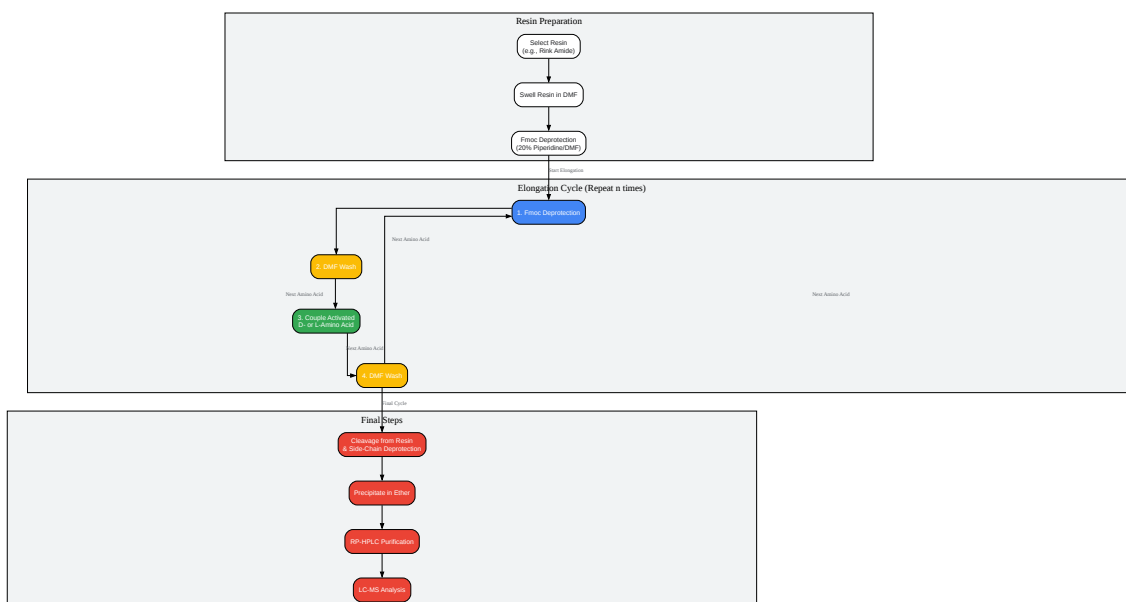 Resin Preparation
Select Resin
(e.g., Rink Amide)
Swell Resin in DMF
Fmoc Deprotection
(20% Piperidine/DMF)
Start Elongation
Elongation Cycle (Repeat n times)
1. Fmoc Deprotection
Next Amino Acid
2. DMF Wash
Next Amino Acid
Next Amino Acid
3. Couple Activated
D- or L-Amino Acid
Next Amino Acid
4. DMF Wash
Final Cycle
Final Steps
Cleavage from Resin
& Side-Chain Deprotection
Precipitate in Ether
RP-HPLC Purification
LC-MS Analysis